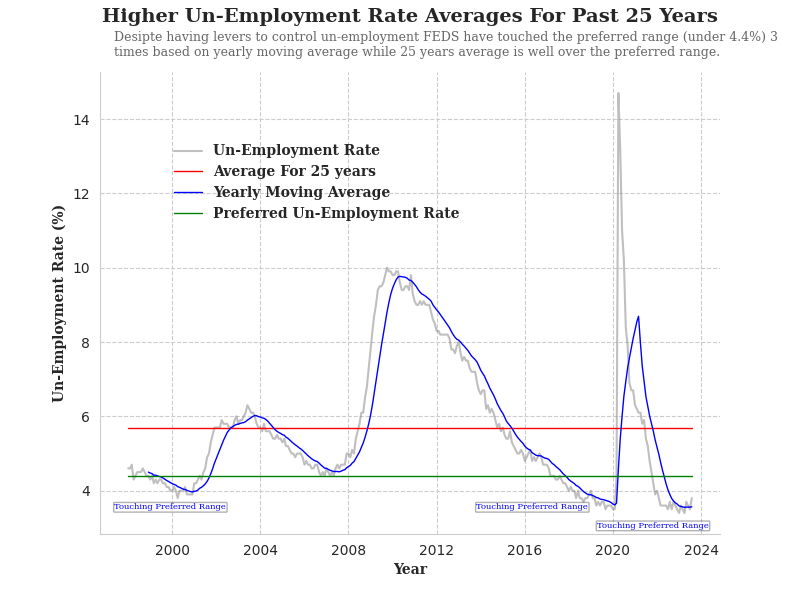 Higher Un-Employment Rate Averages For Past 25 Years
Desipte having levers to control un-employment FEDS have touched the preferred range (under 4.4%) 3
times based on yearly moving average while 25 years average is well over the preferred range.
Un-Employment Rate
Average For 25 years
Yearly Moving Average
Preferred Un-Employment Rate
Un-Employment Rate (%)
14
12
10
8
6
4
Touching Preferred Range
Touching Preferred Range
Touching Preferred Range
2000
2004
2008
2012
2016
2020
2024
Year